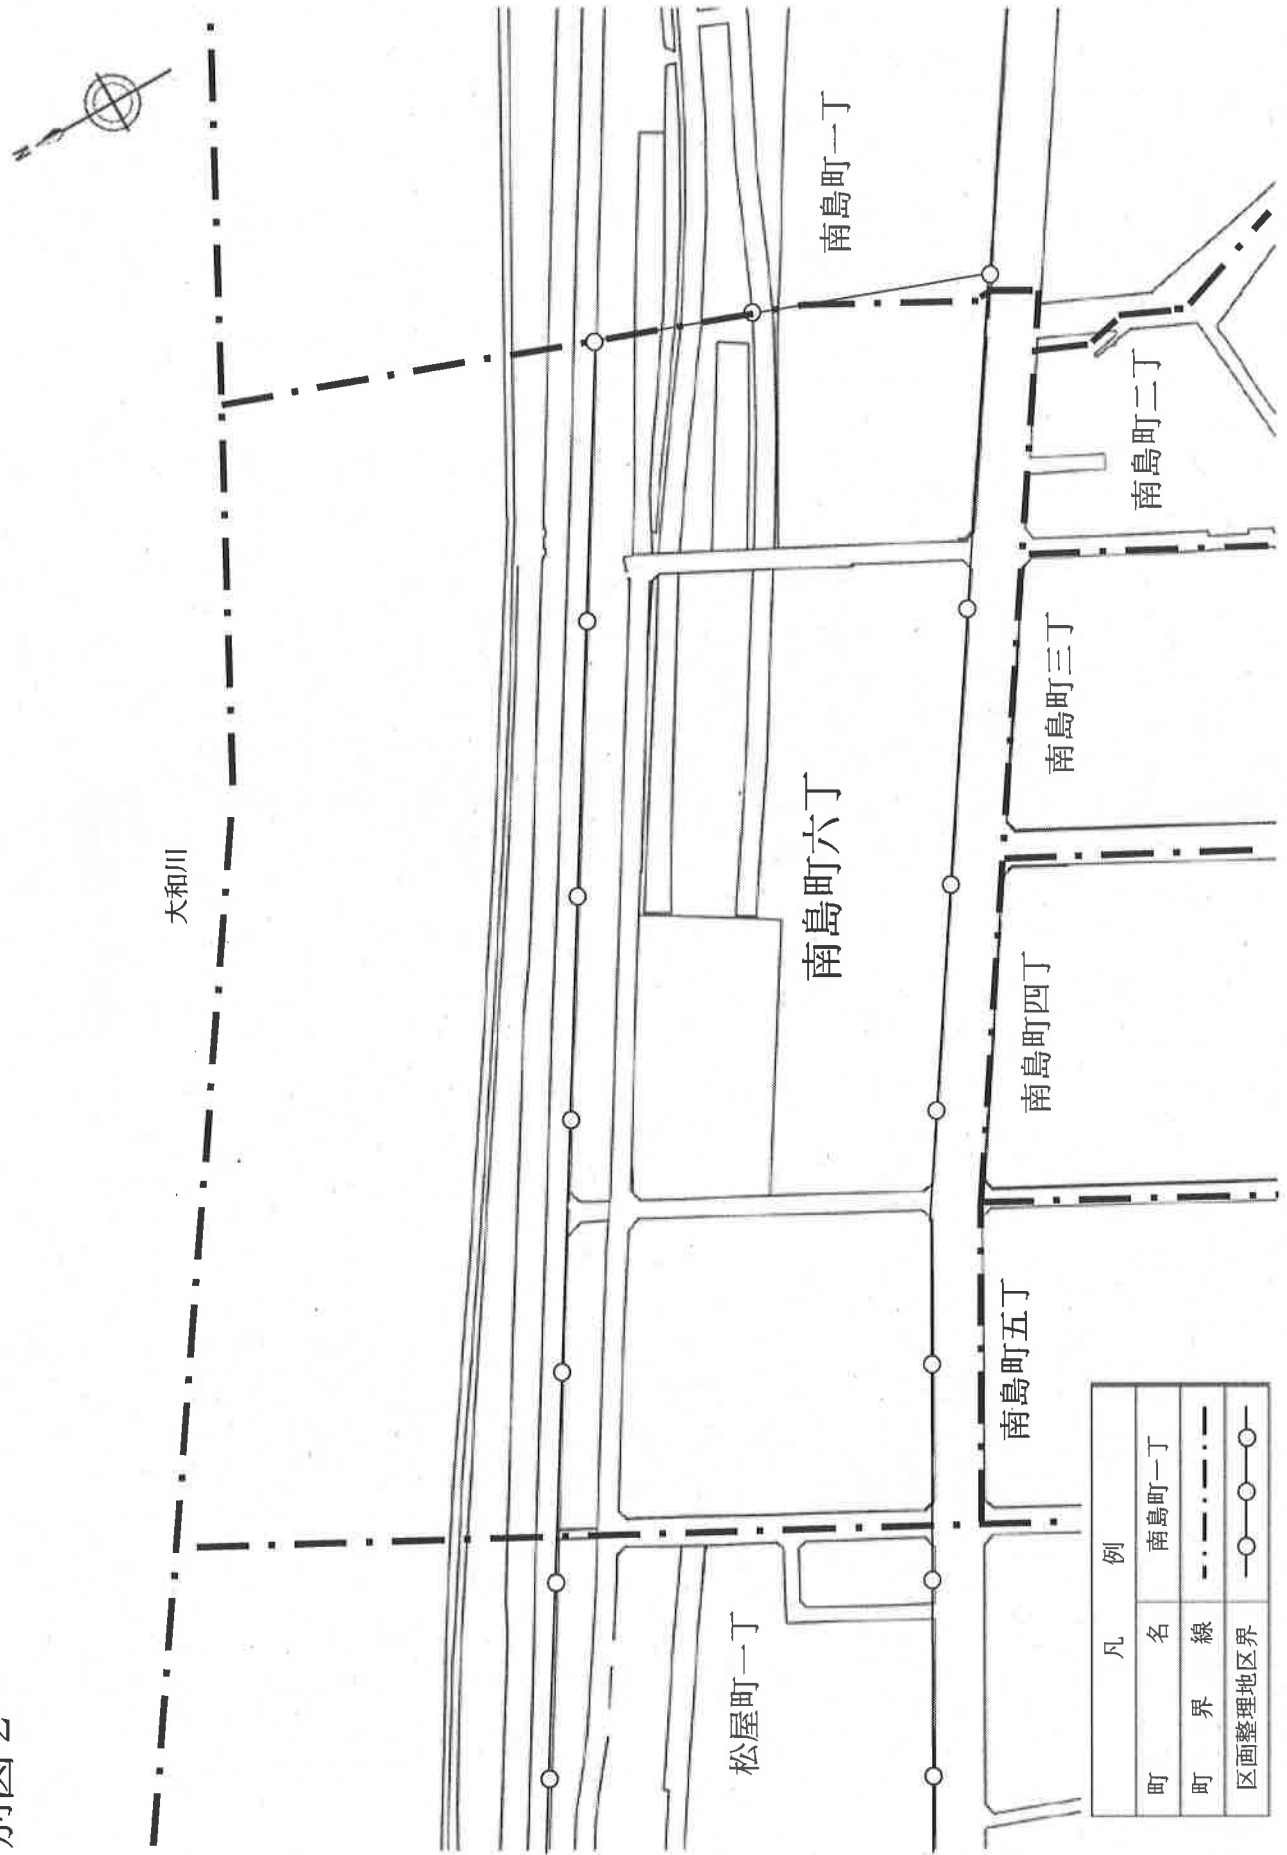 別図2
N
大和川
南島町一丁
南島町二丁
南島町三丁
南島町六丁
南島町四丁
南島町五丁
松屋町一丁
凡例
町名 南島町一丁
町界線
区画整理地区界